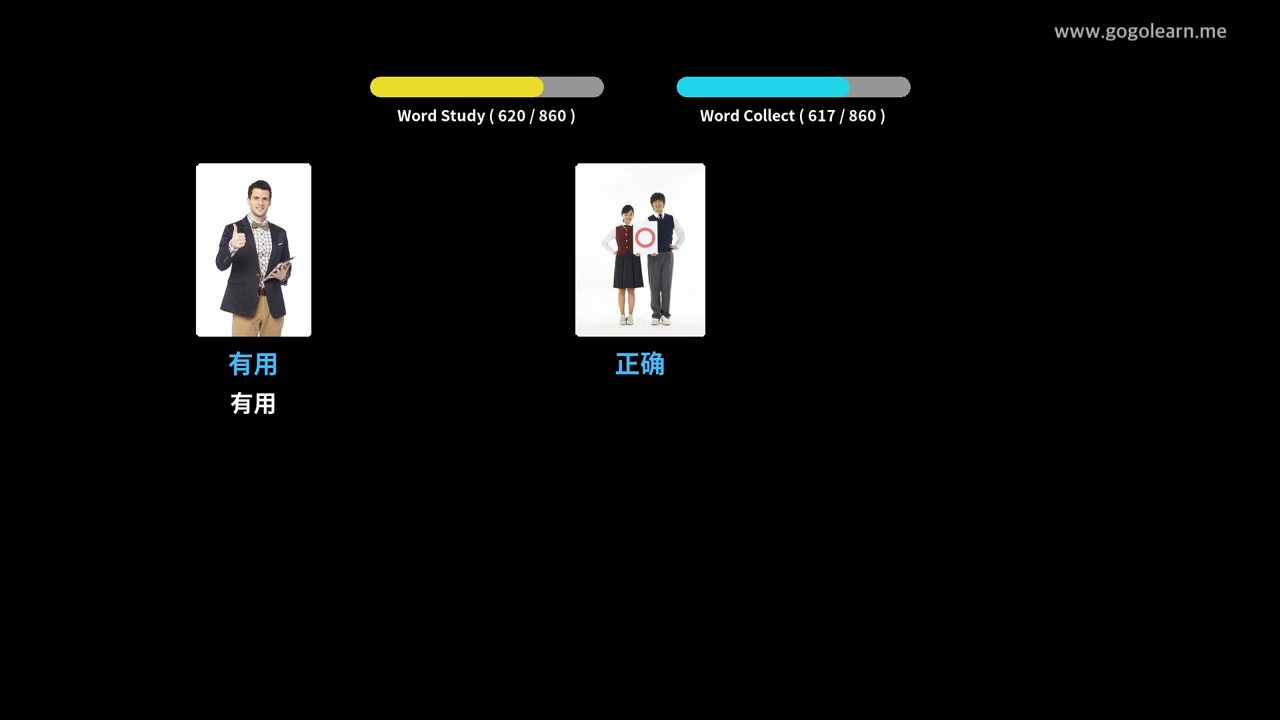 www.gogolearn.me
Word Study ( 620 / 860 )
Word Collect ( 617 / 860 )
有用
正确
有用